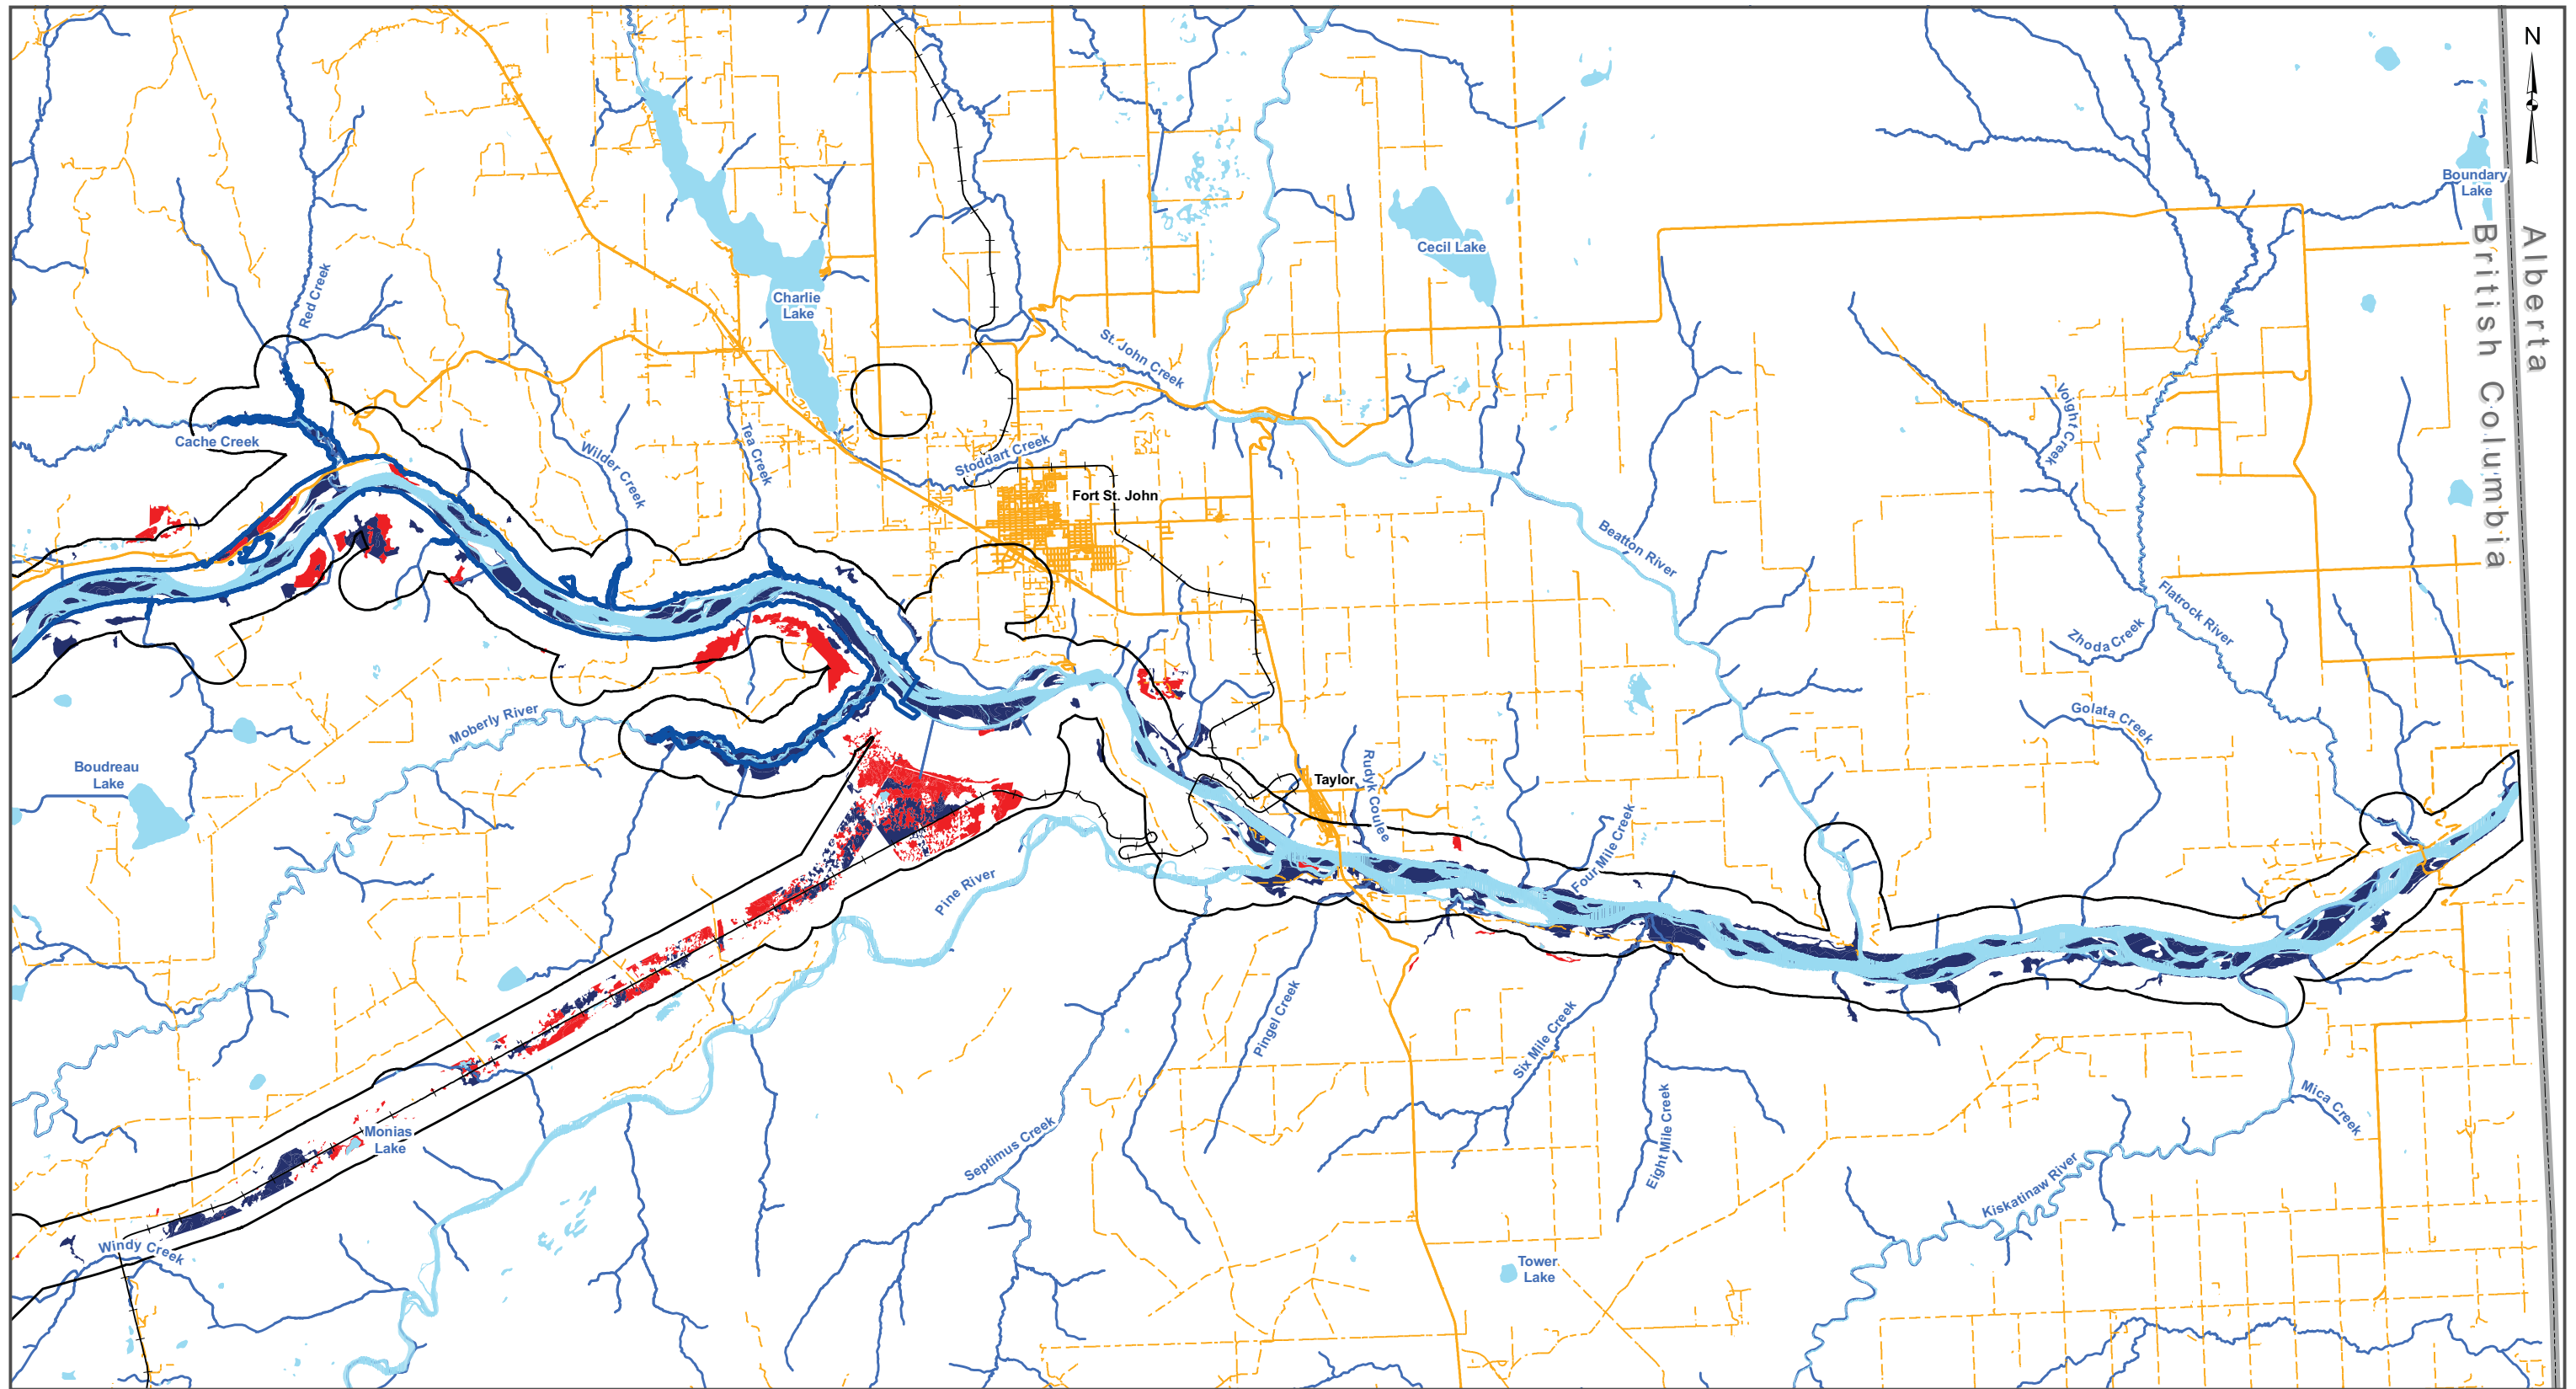 N
Boundary
Lake
Alberta
British Columbia
Cecil Lake
Red Creek
Charlie
Lake
St. John Creek
Voight Creek
Cache Creek
Wilder Creek
Tea Creek
Stoddart Creek
Fort St. John
Beatton River
Flatrock River
Zhoda Creek
Golata Creek
Moberly River
Boudreau
Lake
Taylor
Rudyk Coulee
Four Mile Creek
Pine River
Pingel Creek
Six Mile Creek
Eight Mile Creek
Mica Creek
Monias
Lake
Septimus Creek
Kiskatinaw River
Windy Creek
Tower
Lake